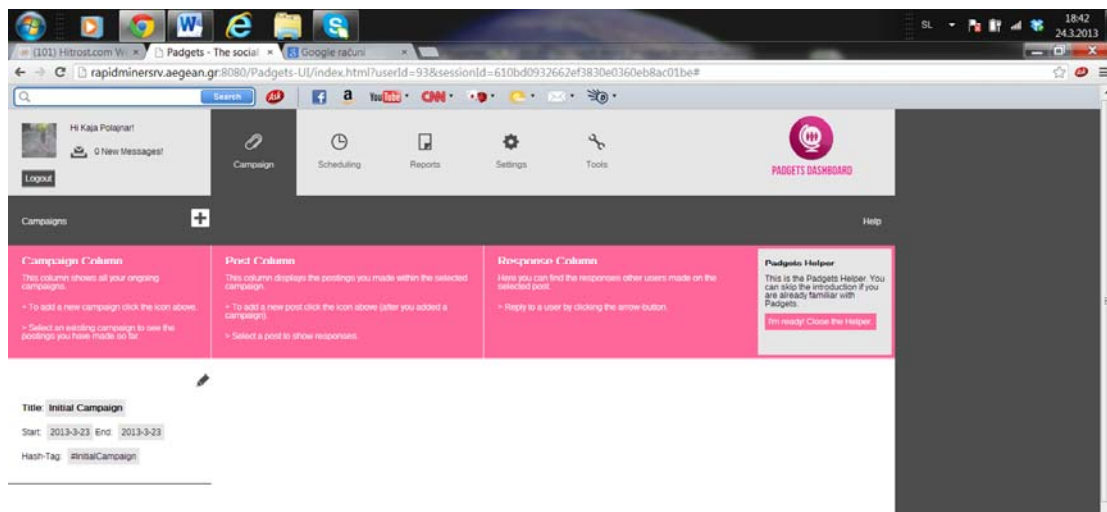 SL
18:42
24.3.2013
(101) Hitrost.com
Padgets - The social
Google računi
rapidminersrv.aegean.gr:8080/Padgets-UI/index.html?userId=93&sessionId=610bd0932662ef3830e0360eb8ac01be#
Search
Ask
a
YouTube
CNN
Hi Kaja Polajnar!
0 New Messages!
Logout
Campaign
Scheduling
Reports
Settings
Tools
PADGETS DASHBOARD
Campaigns
Help
Campaign Column
This column shows all your ongoing
campaigns.
+ To add a new campaign click the icon above.
> Select an existing campaign to see the
postings you have made so far.
Post Column
This column displays the postings you made within the selected
campaign.
+ To add a new post click the icon above (after you added a
campaign).
> Select a post to show responses.
Response Column
Here you can find the responses other users made on the
selected post.
> Reply to a user by clicking the arrow-button.
Padgets Helper
This is the Padgets Helper. You
can skip the introduction if you
are already familiar with
Padgets.
I'm ready! Close the Helper.
Title: Initial Campaign
Start: 2013-3-23 End: 2013-3-23
Hash-Tag: #InitialCampaign